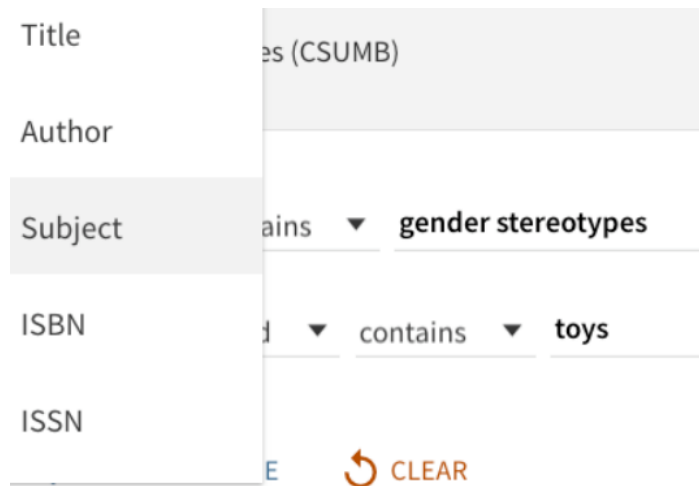 Title
es (CSUMB)
Author
Subject
ains gender stereotypes
ISBN
d contains toys
ISSN
E CLEAR